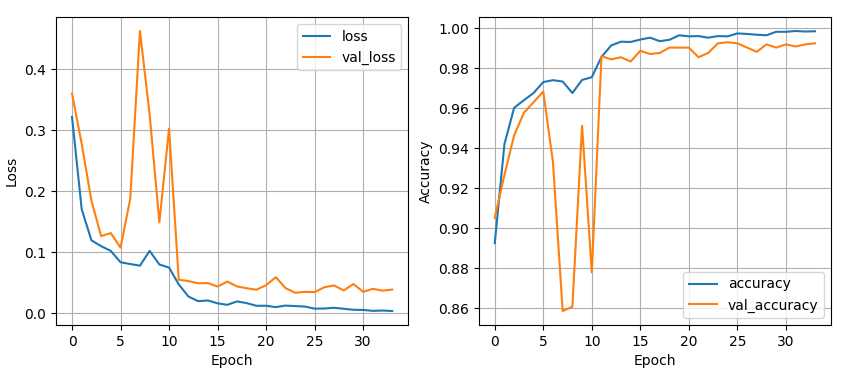 loss
val_loss
0.4
0.3
0.2
0.1
0.0
Loss
0 5 10 15 20 25 30
Epoch
1.00
0.98
0.96
0.94
0.92
0.90
0.88
0.86
Accuracy
accuracy
val_accuracy
0 5 10 15 20 25 30
Epoch